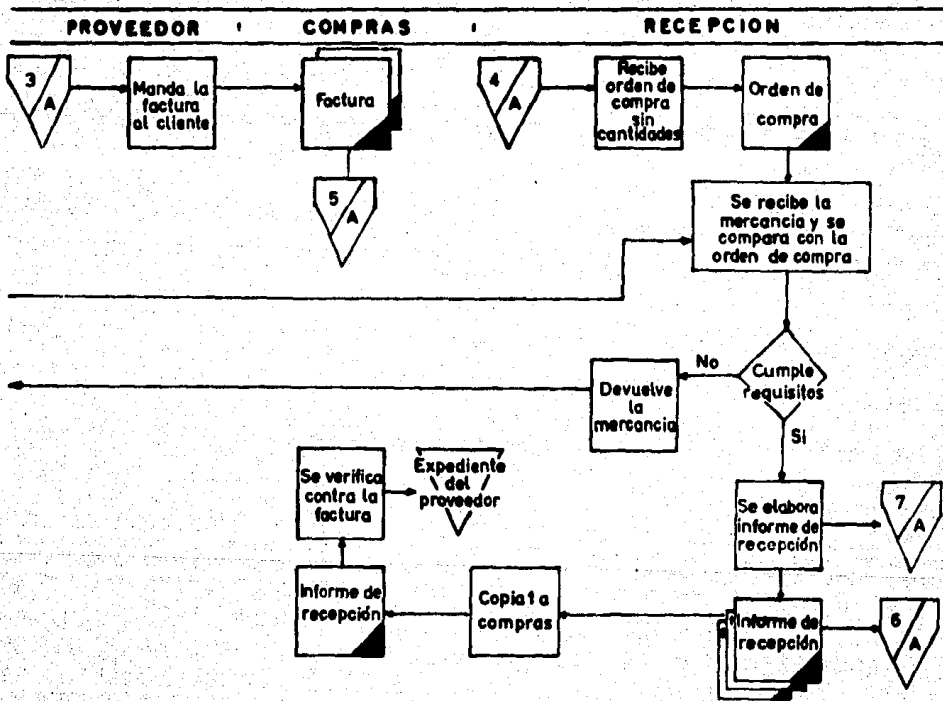 PROVEEDOR COMPRAS RECEPCION
3
A
Manda la
factura
al cliente
Factura
4
A
Recibe
orden de
compra
sin
cantidades
Orden de
compra
5
A
Se recibe la
mercancia y se
compara con la
orden de compra
Cumple
requisitos
No
Devuelve
la
mercancia
Si
Se verifica
contra la
factura
Expediente
del
proveedor
Se elabora
informe de
recepción
7
A
Informe de
recepción
Copia 1 a
compras
Informe de
recepción
6
A